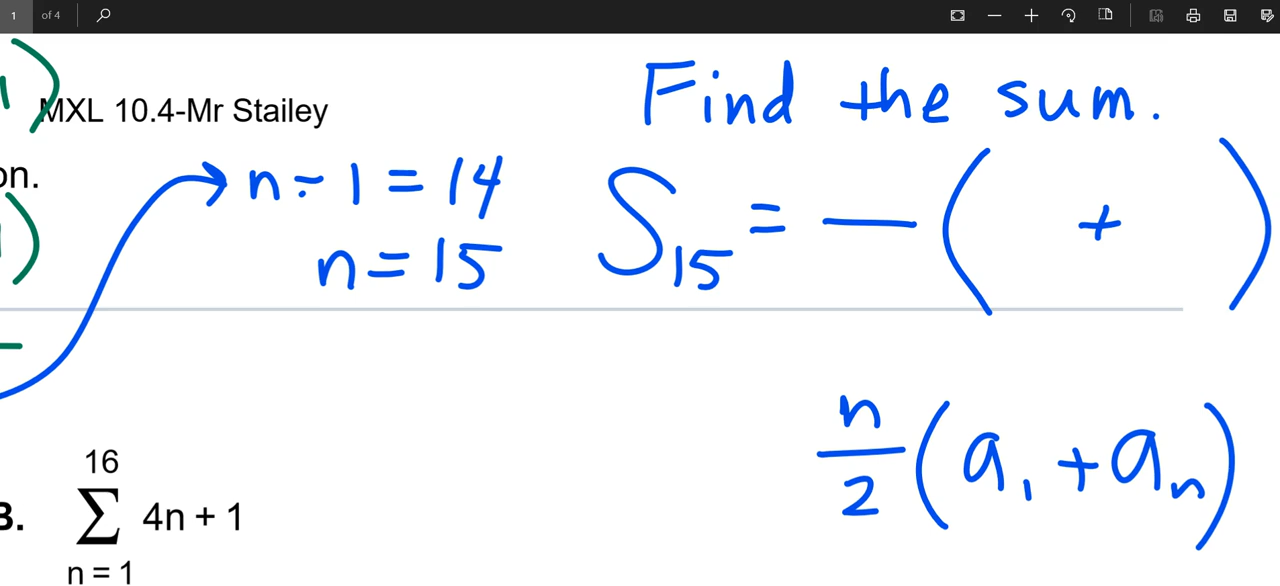 1 of 4
)
MXL 10.4-Mr Stailey
Find the sum.
on.
n - 1 = 14
n = 15
S₁₅ = — ( + )
)
n/2 (a₁ + aₙ)
16
3. ∑ 4n + 1
n = 1